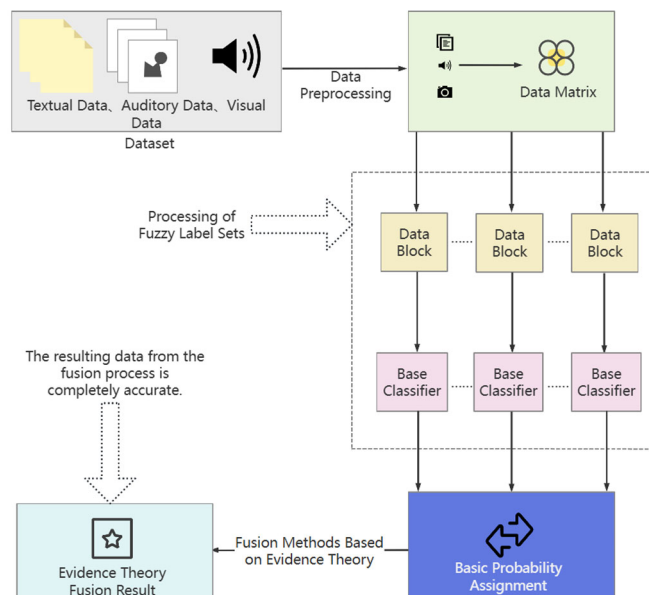 Textual Data、Auditory Data、Visual
Data
Dataset
Data
Preprocessing
Data Matrix
Processing of
Fuzzy Label Sets
Data
Block
Data
Block
Data
Block
Base
Classifier
Base
Classifier
Base
Classifier
The resulting data from the
fusion process is
completely accurate.
Evidence Theory
Fusion Result
Fusion Methods Based
on Evidence Theory
Basic Probability
Assignment